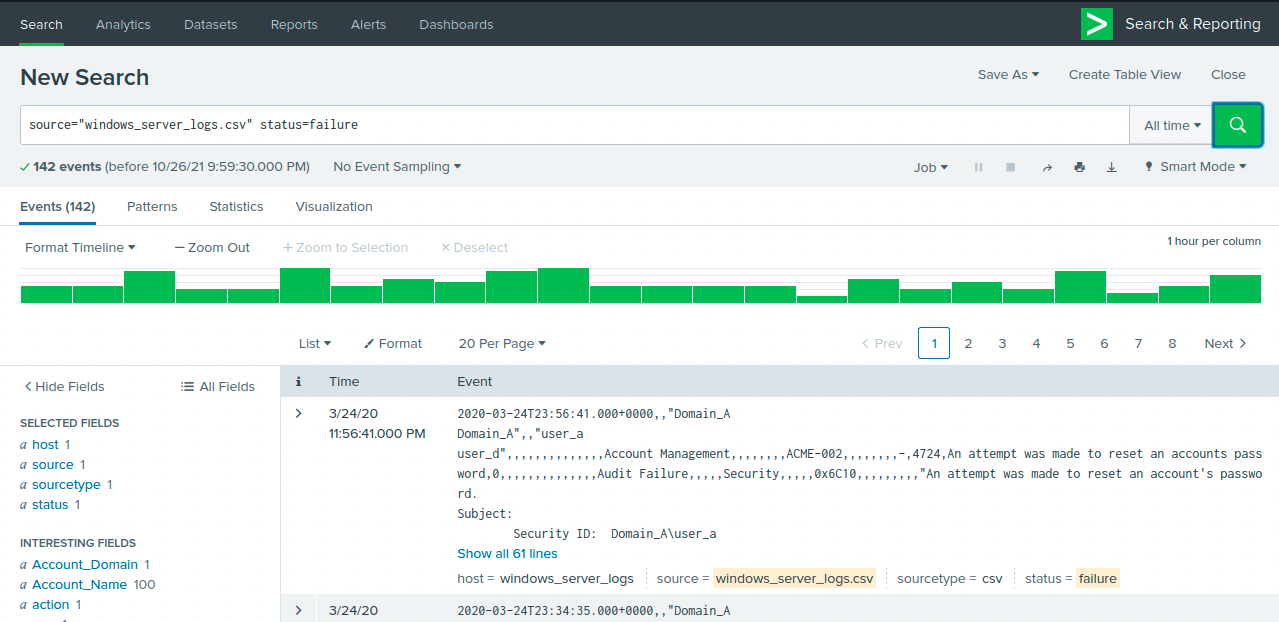 Search Analytics Datasets Reports Alerts Dashboards Search & Reporting
New Search Save As Create Table View Close
source="windows_server_logs.csv" status=failure All time
142 events (before 10/26/21 9:59:30.000 PM) No Event Sampling Job Smart Mode
Events (142) Patterns Statistics Visualization
Format Timeline — Zoom Out + Zoom to Selection × Deselect 1 hour per column
List Format 20 Per Page < Prev 1 2 3 4 5 6 7 8 Next >
< Hide Fields All Fields
SELECTED FIELDS
a host 1
a source 1
a sourcetype 1
a status 1
INTERESTING FIELDS
a Account_Domain 1
a Account_Name 100
a action 1
i Time Event
> 3/24/20
11:56:41.000 PM
2020-03-24T23:56:41.000+0000,,"Domain_A
Domain_A",,"user_a
user_d",,,,,,,,,,,,,Account Management,,,,,,,,ACME-002,,,,,,,,-,4724,An attempt was made to reset an accounts pass
word,0,,,,,,,,,,,,,,Audit Failure,,,,,Security,,,,,0x6C10,,,,,,,,,"An attempt was made to reset an account's passwo
rd.
Subject:
Security ID: Domain_A\user_a
Show all 61 lines
host = windows_server_logs source = windows_server_logs.csv sourcetype = csv status = failure
> 3/24/20 2020-03-24T23:34:35.000+0000,,"Domain_A